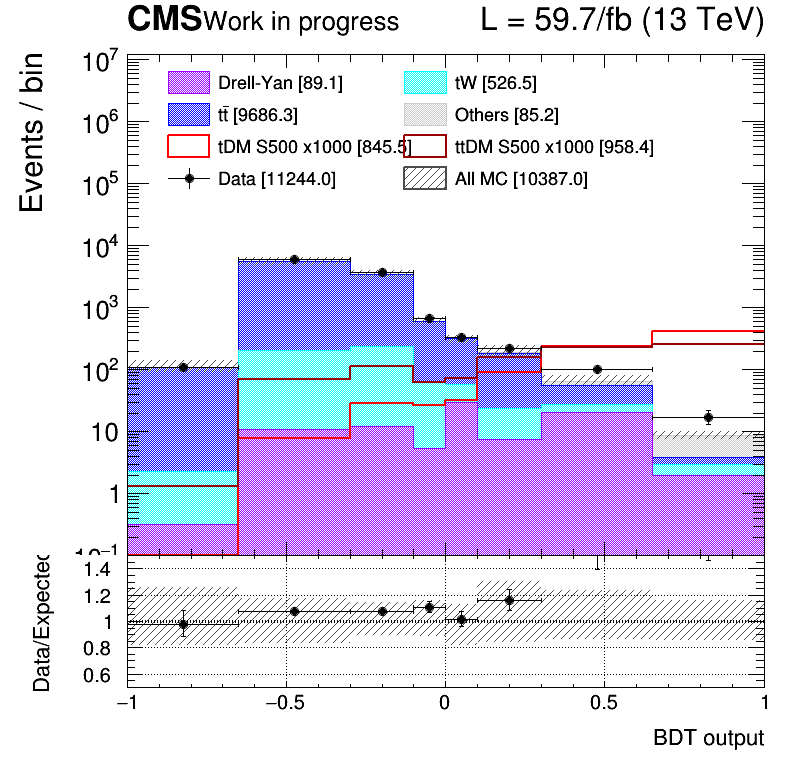 CMS Work in progress L = 59.7/fb (13 TeV)
Events / bin
10⁷
10⁶
10⁵
10⁴
10³
10²
10
1
10⁻¹
Drell-Yan [89.1] tW [526.5]
tt̄ [9686.3] Others [85.2]
tDM S500 x1000 [845.5] ttDM S500 x1000 [958.4]
Data [11244.0] All MC [10387.0]
Data/Expected
1.4
1.2
1
0.8
0.6
−1 −0.5 0 0.5 1
BDT output